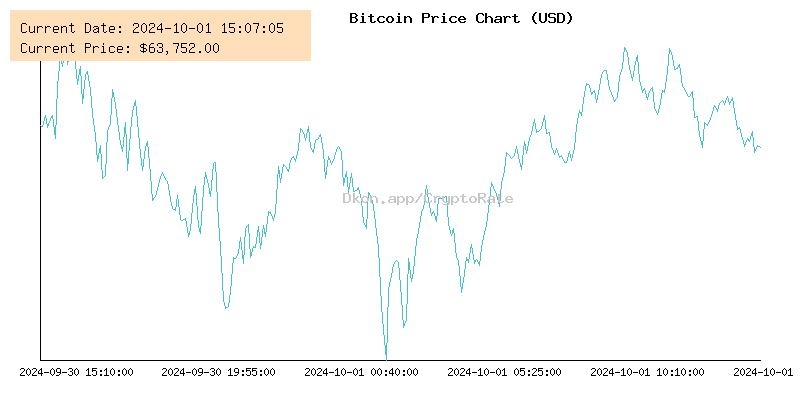 Bitcoin Price Chart (USD)
Current Date: 2024-10-01 15:07:05
Current Price: $63,752.00
Dkon.app/CryptoRate
2024-09-30 15:10:00
2024-09-30 19:55:00
2024-10-01 00:40:00
2024-10-01 05:25:00
2024-10-01 10:10:00
2024-10-01